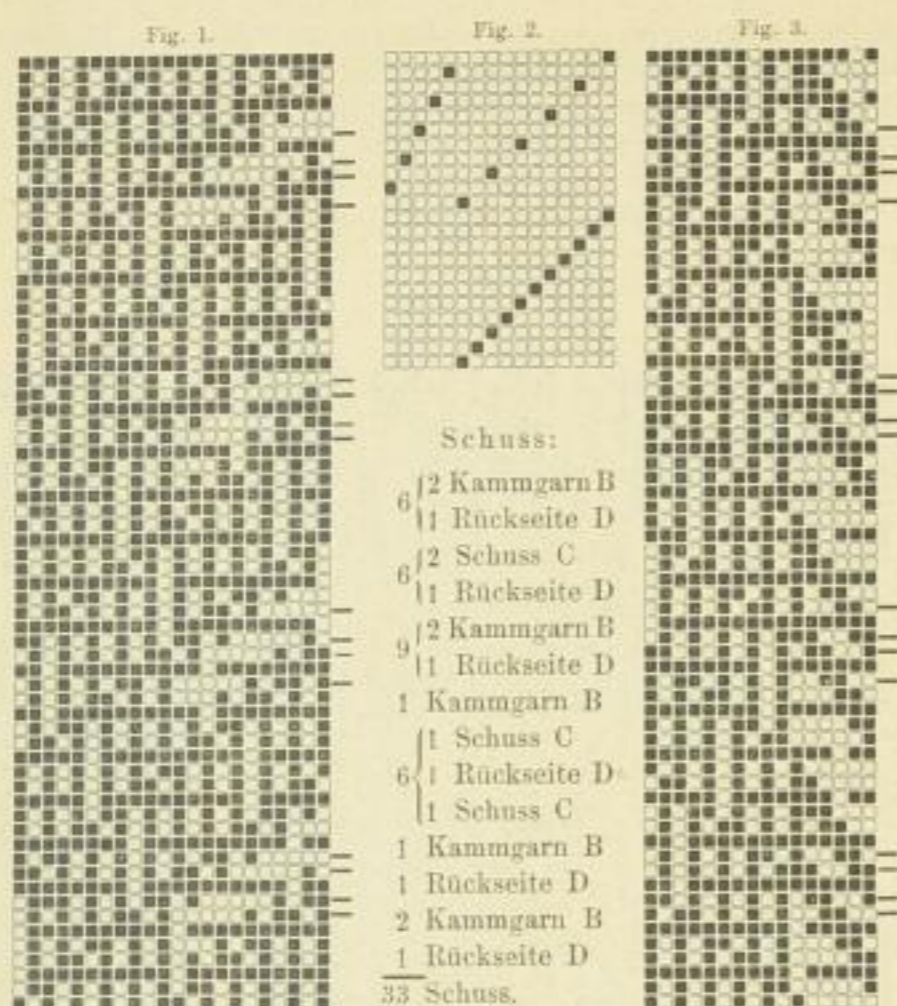 Fig. 1.
Fig. 2.
Fig. 3.
Schuss:
6 { 2 Kammgarn B
1 Rückseite D
6 { 2 Schuss C
1 Rückseite D
9 { 2 Kammgarn B
1 Rückseite D
1 Kammgarn B
1 Schuss C
6 { 1 Rückseite D
1 Schuss C
1 Kammgarn B
1 Rückseite D
2 Kammgarn B
1 Rückseite D
33 Schuss.